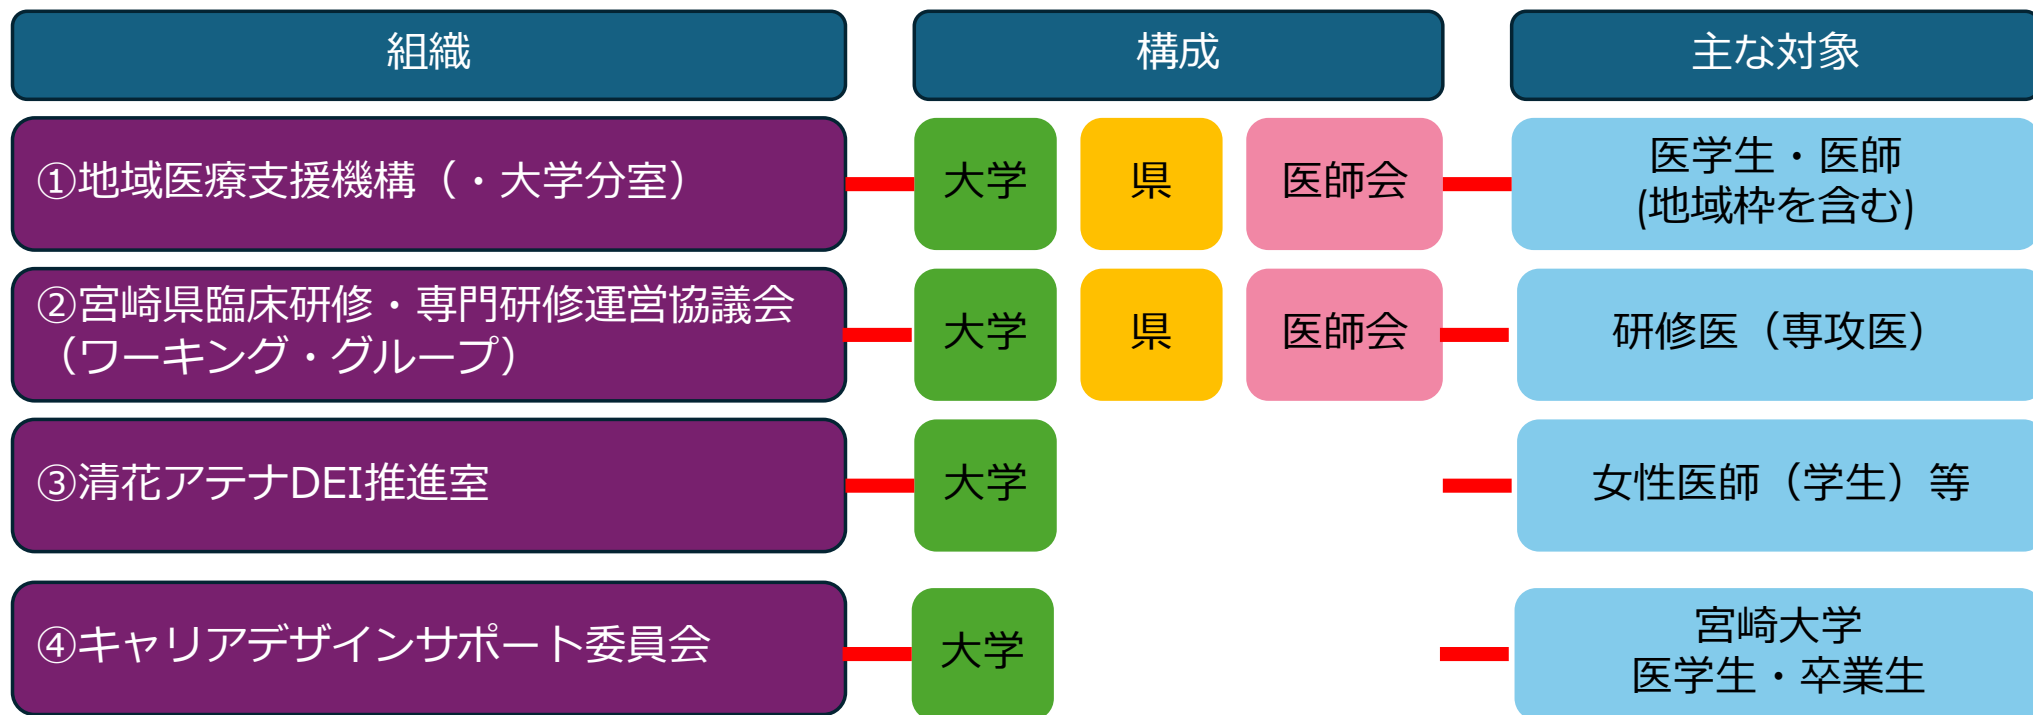 組織
構成
主な対象
①地域医療支援機構（・大学分室）
大学
県
医師会
医学生・医師
(地域枠を含む)
②宮崎県臨床研修・専門研修運営協議会
（ワーキング・グループ）
大学
県
医師会
研修医（専攻医）
③清花アテナDEI推進室
大学
女性医師（学生）等
④キャリアデザインサポート委員会
大学
宮崎大学
医学生・卒業生